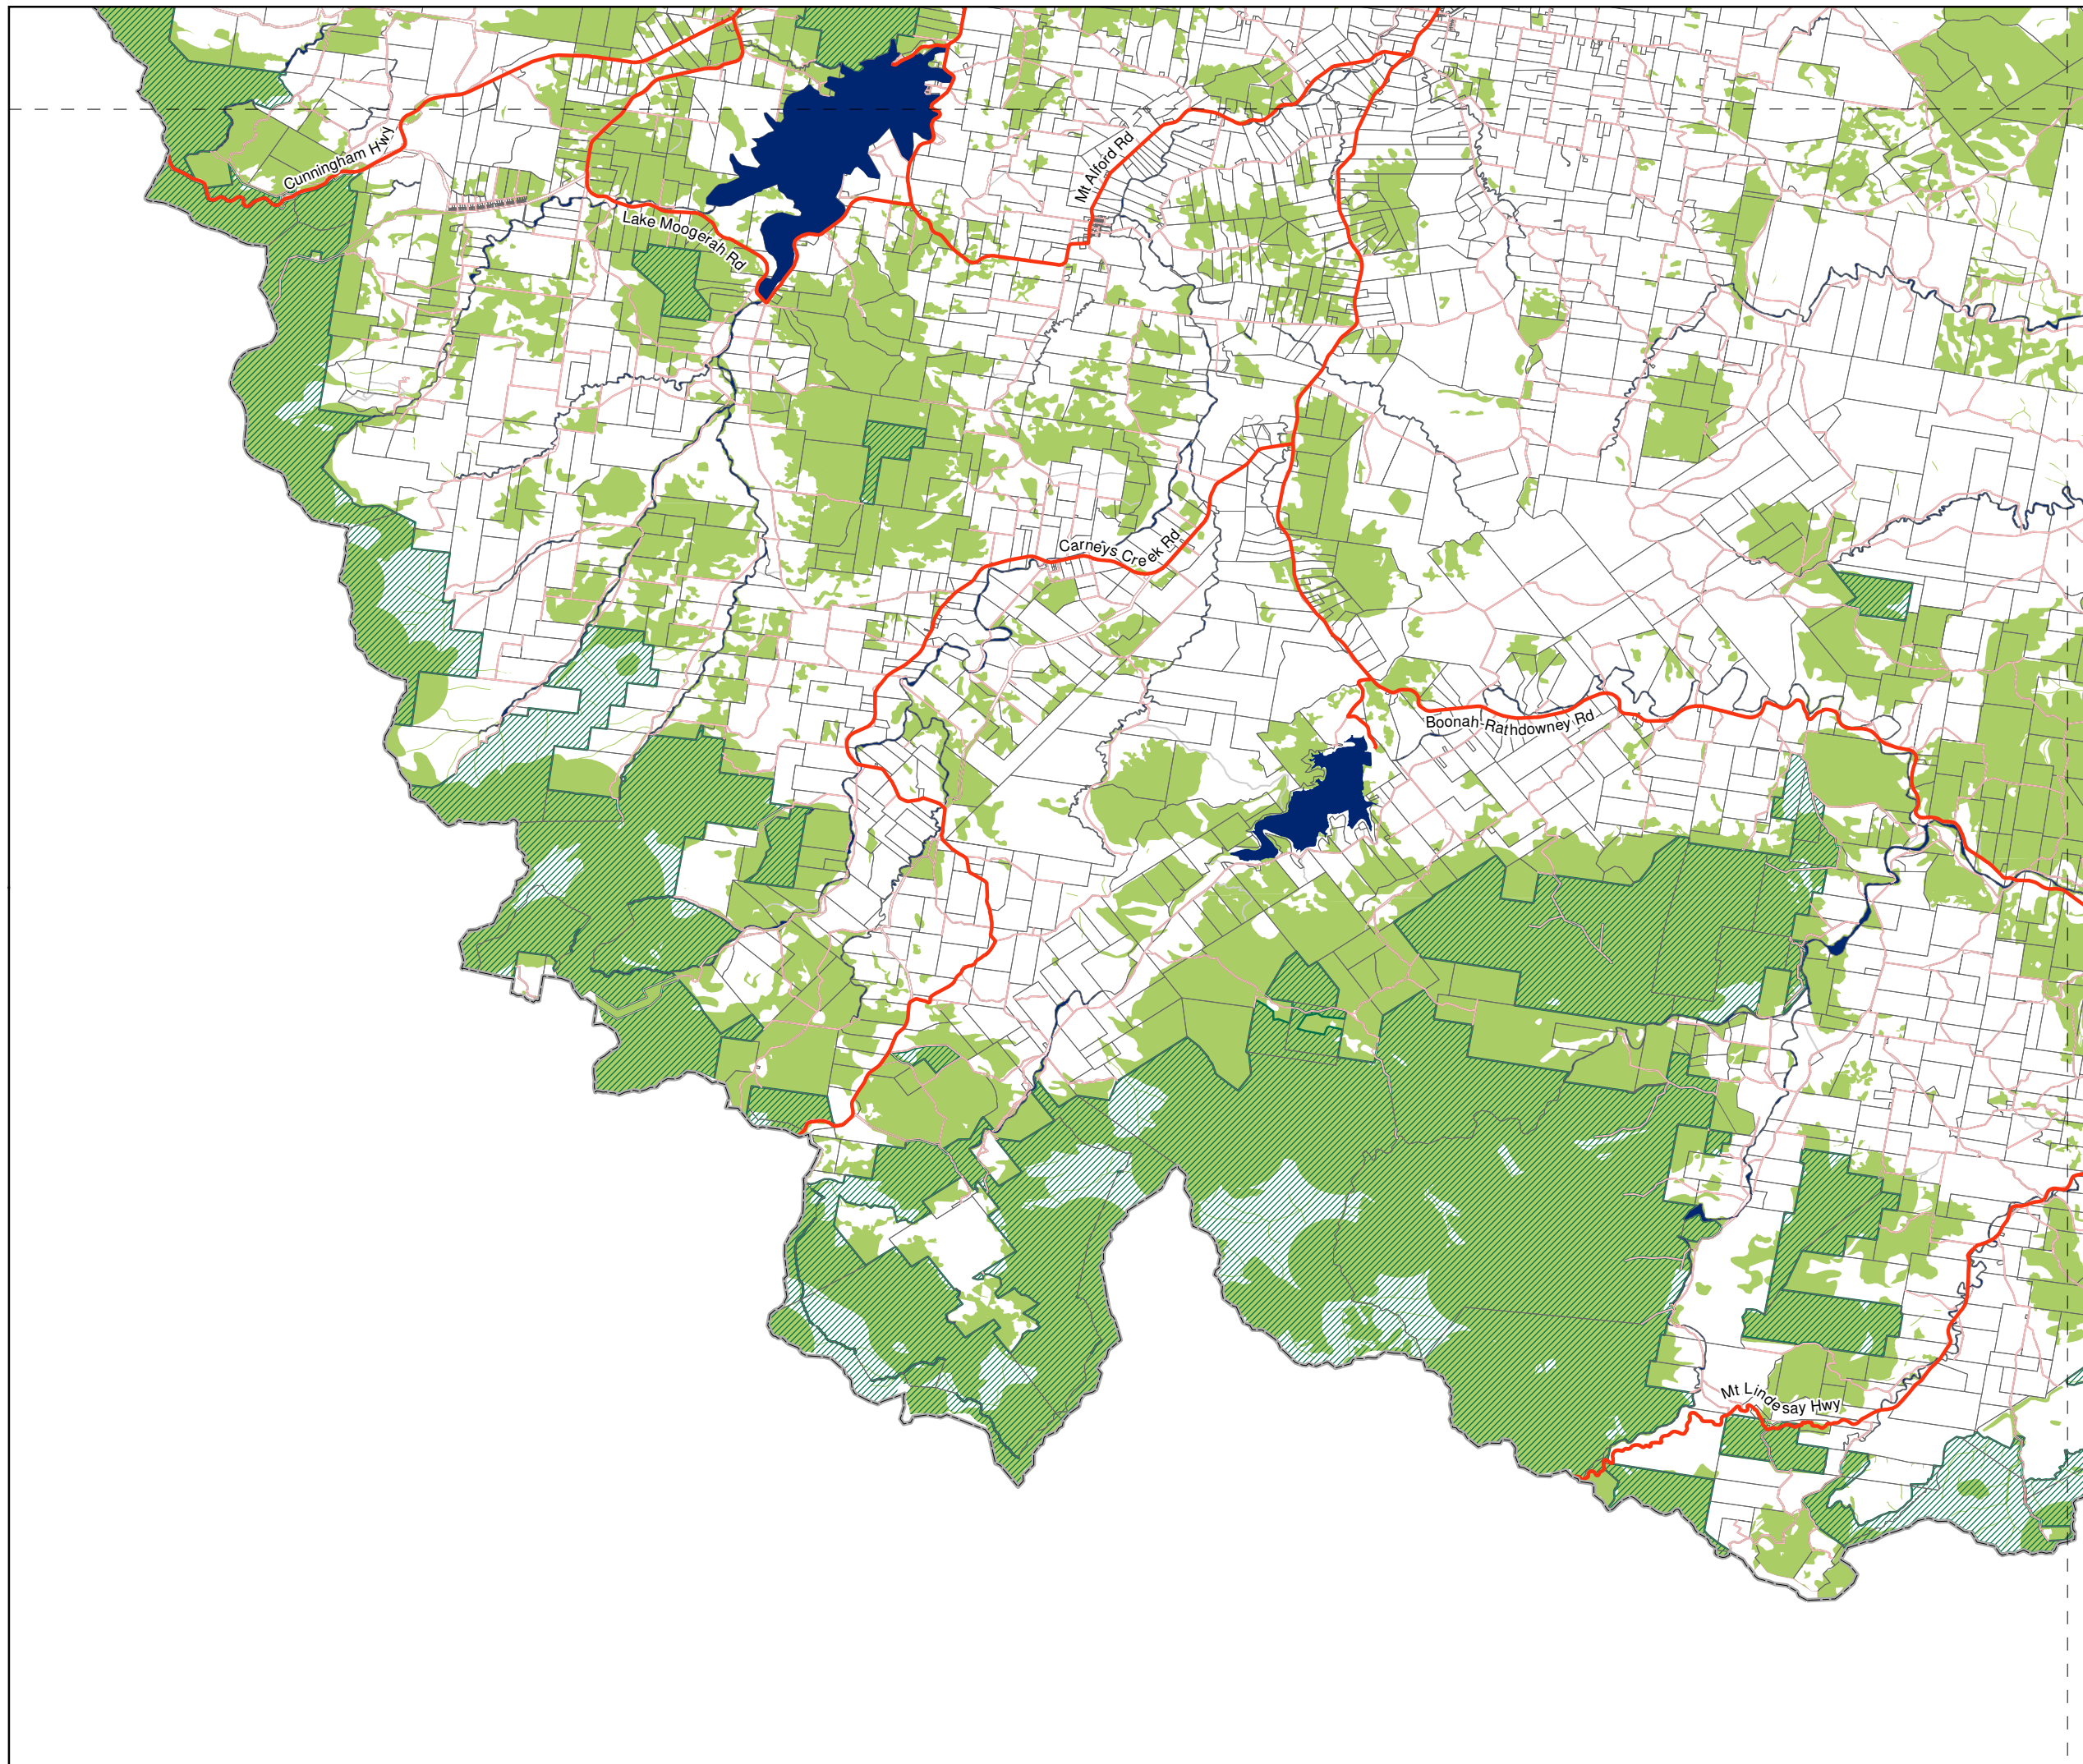 Cunningham Hwy
Mt Alford Rd
Lake Moogerah Rd
Carneys Creek Rd
Boonah-Rathdowney Rd
Mt Lindesay Hwy